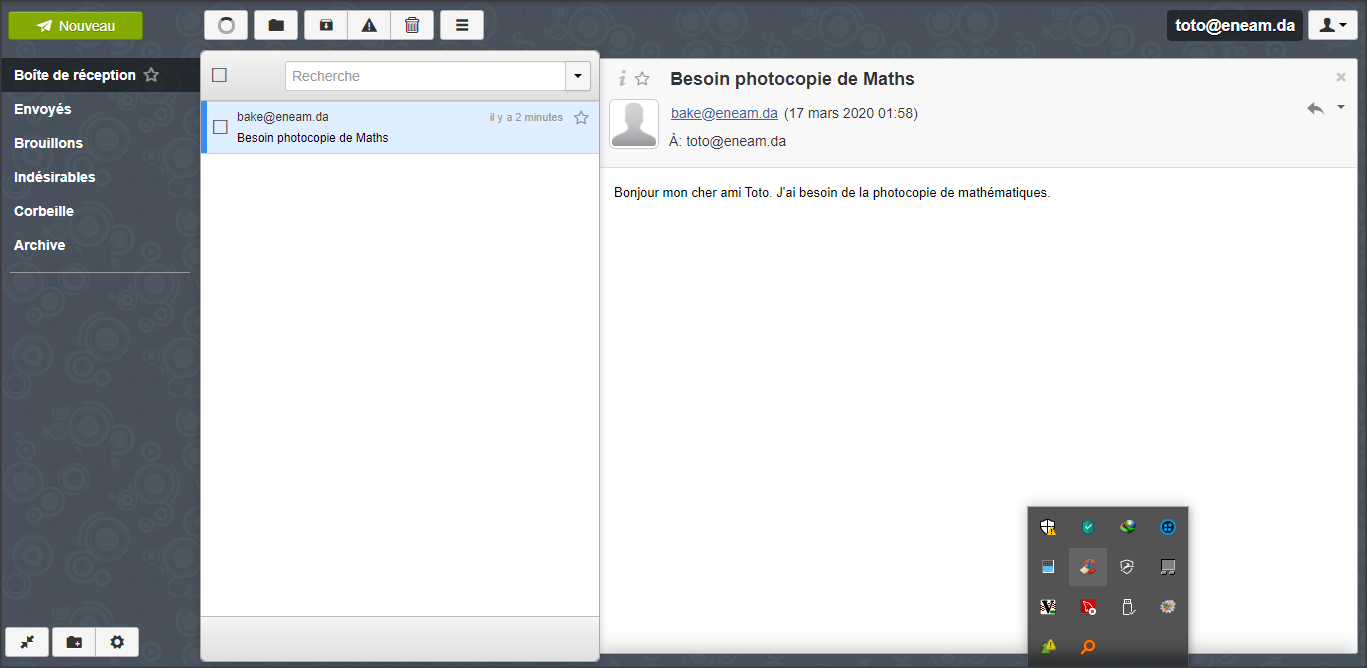 Nouveau
toto@eneam.da
Boîte de réception
Envoyés
Brouillons
Indésirables
Corbeille
Archive
Recherche
bake@eneam.da
il y a 2 minutes
Besoin photocopie de Maths
Besoin photocopie de Maths
bake@eneam.da (17 mars 2020 01:58)
À: toto@eneam.da
Bonjour mon cher ami Toto. J'ai besoin de la photocopie de mathématiques.